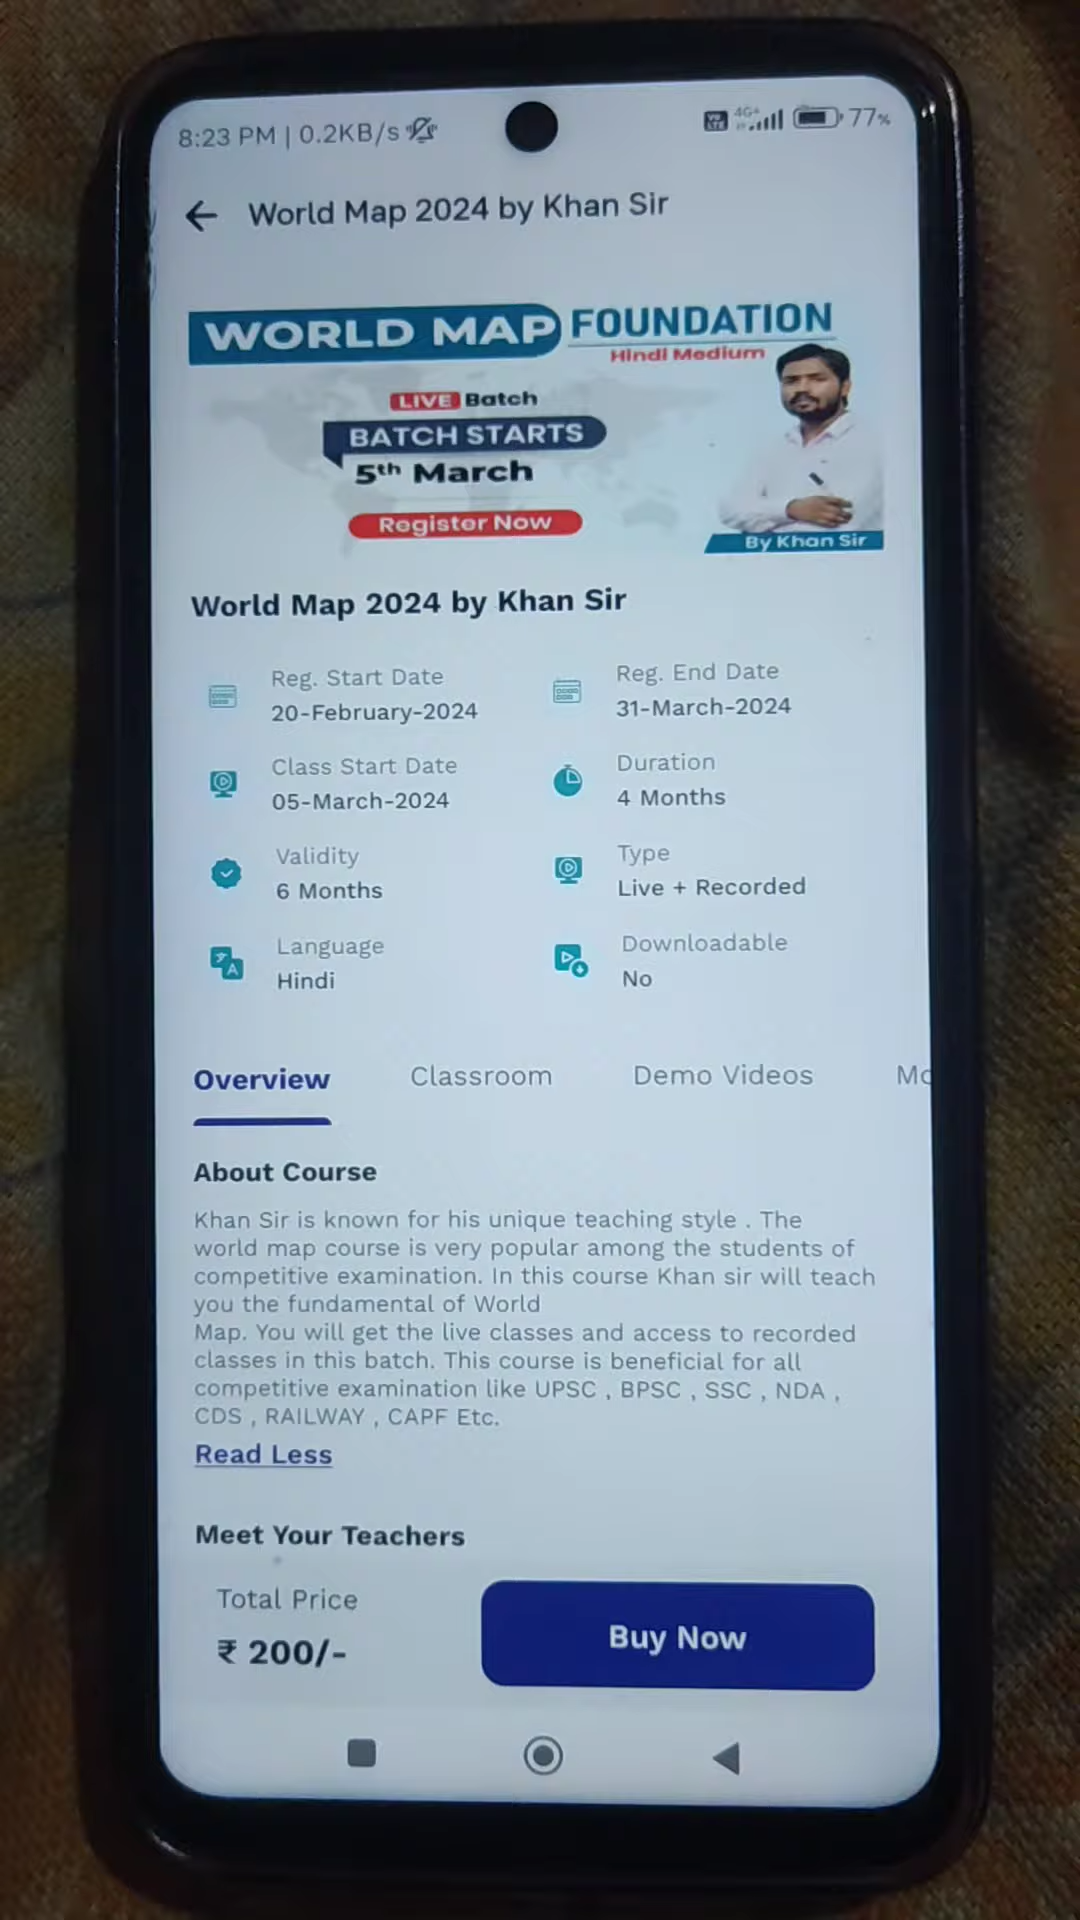 8:23 PM | 0.2KB/s
Vo LTE 4G+ 77%
World Map 2024 by Khan Sir
WORLD MAP FOUNDATION
Hindi Medium
LIVE Batch
BATCH STARTS
5th March
Register Now
By Khan Sir
World Map 2024 by Khan Sir
Reg. Start Date
20-February-2024
Reg. End Date
31-March-2024
Class Start Date
05-March-2024
Duration
4 Months
Validity
6 Months
Type
Live + Recorded
Language
Hindi
Downloadable
No
Overview Classroom Demo Videos Mo
About Course
Khan Sir is known for his unique teaching style . The
world map course is very popular among the students of
competitive examination. In this course Khan sir will teach
you the fundamental of World
Map. You will get the live classes and access to recorded
classes in this batch. This course is beneficial for all
competitive examination like UPSC , BPSC , SSC , NDA ,
CDS , RAILWAY , CAPF Etc.
Read Less
Meet Your Teachers
Total Price
₹ 200/-
Buy Now